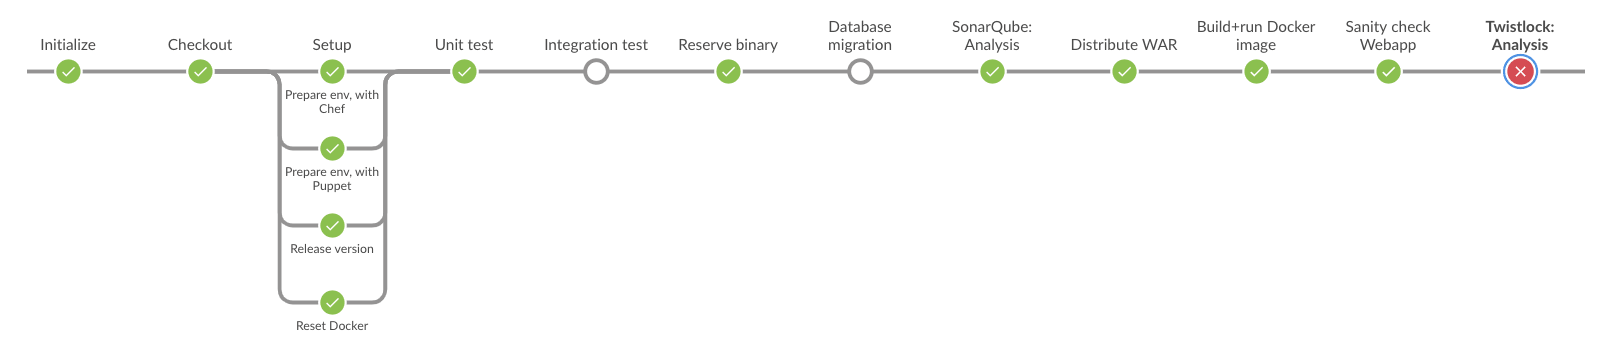 Initialize
Checkout
Setup
Unit test
Integration test
Reserve binary
Database
migration
SonarQube:
Analysis
Distribute WAR
Build+run Docker
image
Sanity check
Webapp
Twistlock:
Analysis
Prepare env, with
Chef
Prepare env, with
Puppet
Release version
Reset Docker